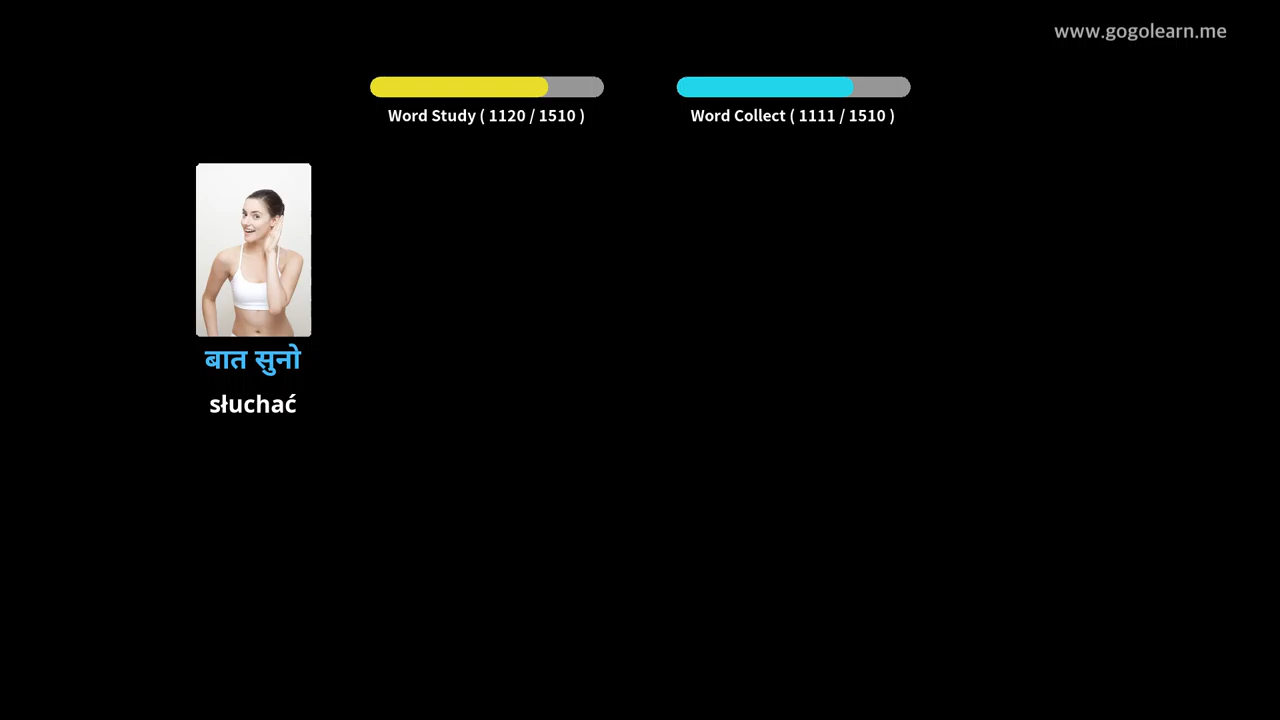 www.gogolearn.me
Word Study ( 1120 / 1510 )
Word Collect ( 1111 / 1510 )
बात सुनो
słuchać